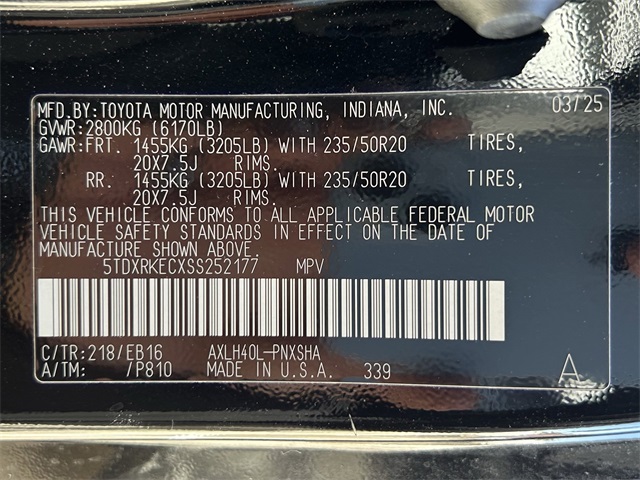 MFD.BY:TOYOTA MOTOR MANUFACTURING, INDIANA, INC. 03/25
GVWR:2800KG (6170LB)
GAWR:FRT. 1455KG (3205LB) WITH 235/50R20 TIRES,
20X7.5J RIMS.
RR. 1455KG (3205LB) WITH 235/50R20 TIRES,
20X7.5J RIMS.
THIS VEHICLE CONFORMS TO ALL APPLICABLE FEDERAL MOTOR
VEHICLE SAFETY STANDARDS IN EFFECT ON THE DATE OF
MANUFACTURE SHOWN ABOVE.
5TDXRKECXSS252177 MPV
C/TR:218/EB16 AXLH40L-PNXSHA
A/TM: /P810 MADE IN U.S.A. 339 A